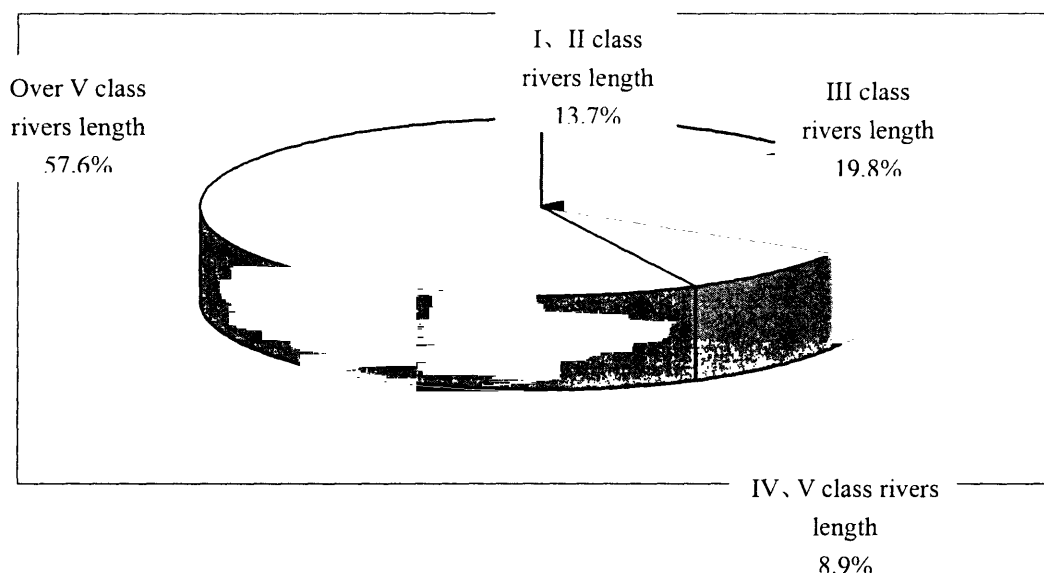 I、II class
rivers length
13.7%
Over V class
rivers length
57.6%
III class
rivers length
19.8%
IV、V class rivers
length
8.9%